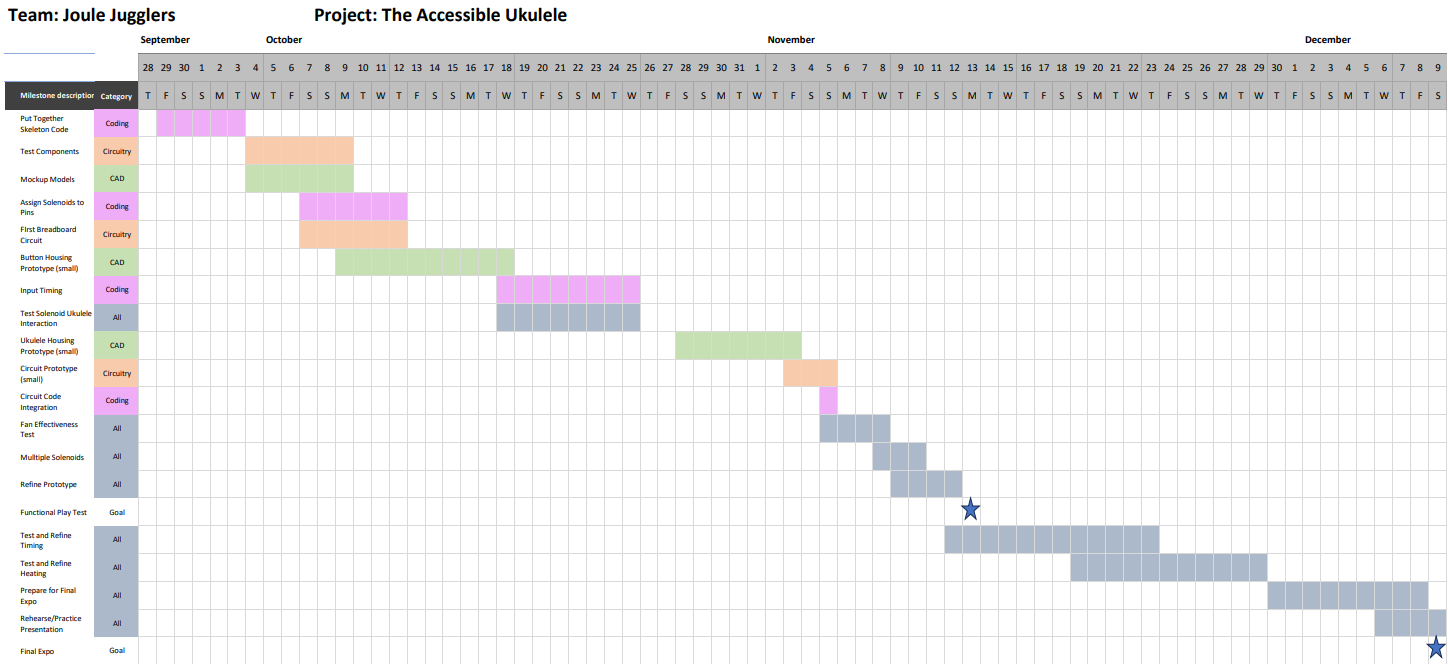 Team: Joule Jugglers Project: The Accessible Ukulele
September October November December
28 29 30 1 2 3 4 5 6 7 8 9 10 11 12 13 14 15 16 17 18 19 20 21 22 23 24 25 26 27 28 29 30 31 1 2 3 4 5 6 7 8 9 10 11 12 13 14 15 16 17 18 19 20 21 22 23 24 25 26 27 28 29 30 1 2 3 4 5 6 7 8 9
Milestone description Category T F S S M T W T F S S M T W T F S S M T W T F S S M T W T F S S M T W T F S S M T W T F S S M T W T F S S M T W T F S S M T W T F S S M T W T F S
Put Together
Skeleton Code
Coding
Test Components
Circuitry
Mockup Models
CAD
Assign Solenoids to
Pins
Coding
First Breadboard
Circuit
Circuitry
Button Housing
Prototype (small)
CAD
Input Timing
Coding
Test Solenoid Ukulele
Interaction
All
Ukulele Housing
Prototype (small)
CAD
Circuit Prototype
(small)
Circuitry
Circuit Code
Integration
Coding
Fan Effectiveness
Test
All
Mulltiple Solenoids
All
Refine Prototype
All
Functional Play Test
Goal
Test and Refine
Timing
All
Test and Refine
Heating
All
Prepare for Final
Expo
All
Rehearse/Practice
Presentation
All
Final Expo
Goal